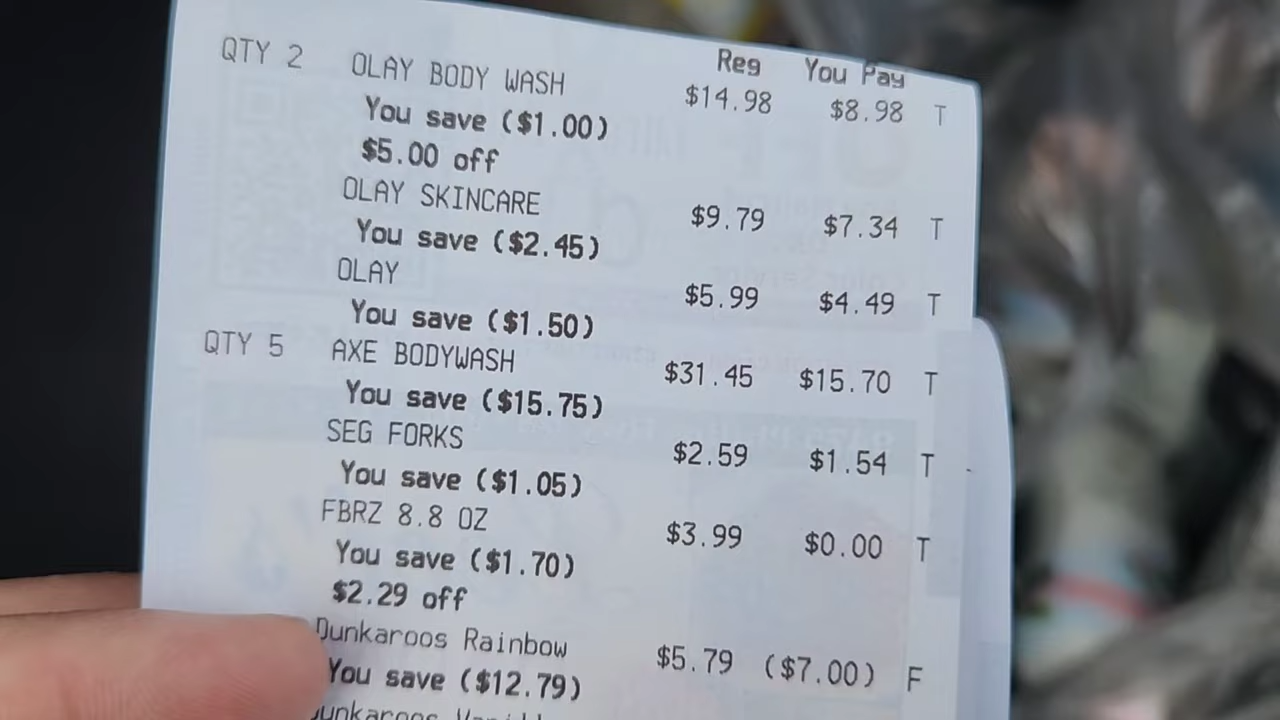 Reg You Pay
QTY 2 OLAY BODY WASH $14.98 $8.98 T
You save ($1.00)
$5.00 off
OLAY SKINCARE $9.79 $7.34 T
You save ($2.45)
OLAY $5.99 $4.49 T
You save ($1.50)
QTY 5 AXE BODYWASH $31.45 $15.70 T
You save ($15.75)
SEG FORKS $2.59 $1.54 T
You save ($1.05)
FBRZ 8.8 OZ $3.99 $0.00 T
You save ($1.70)
$2.29 off
Dunkaroos Rainbow $5.79 ($7.00) F
You save ($12.79)